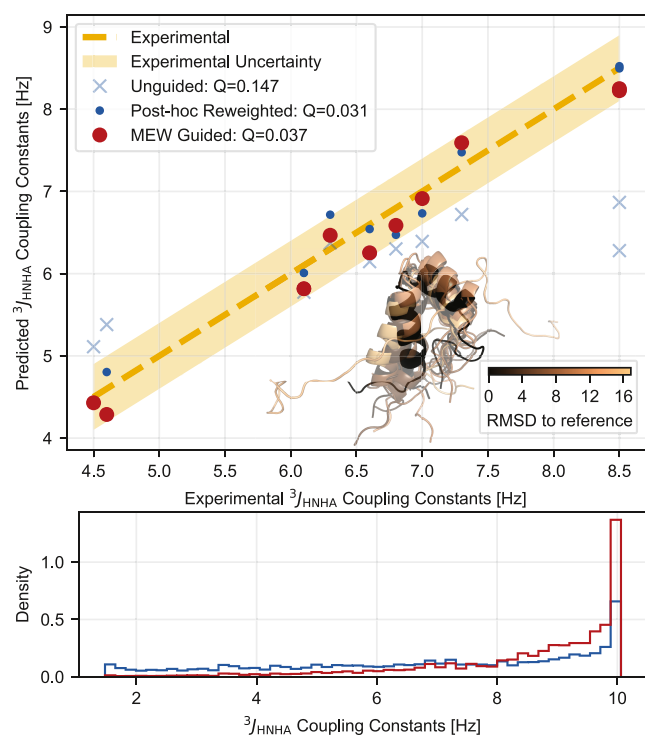 9
8
7
6
5
4
Predicted ³J_HNHA Coupling Constants [Hz]
Experimental
Experimental Uncertainty
Unguided: Q=0.147
Post-hoc Reweighted: Q=0.031
MEW Guided: Q=0.037
0 4 8 12 16
RMSD to reference
4.5 5.0 5.5 6.0 6.5 7.0 7.5 8.0 8.5
Experimental ³J_HNHA Coupling Constants [Hz]
1.0
0.5
0.0
Density
2 4 6 8 10
³J_HNHA Coupling Constants [Hz]